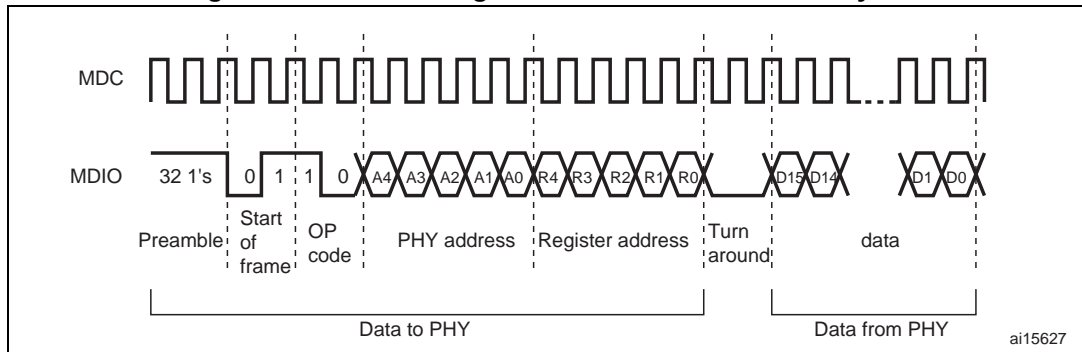 MDC
MDIO 32 1's 0 1 1 0 A4 A3 A2 A1 A0 R4 R3 R2 R1 R0 D15 D14 D1 D0
Preamble
Start
of
frame
OP
code
PHY address
Register address
Turn
around
data
Data to PHY
Data from PHY
ai15627